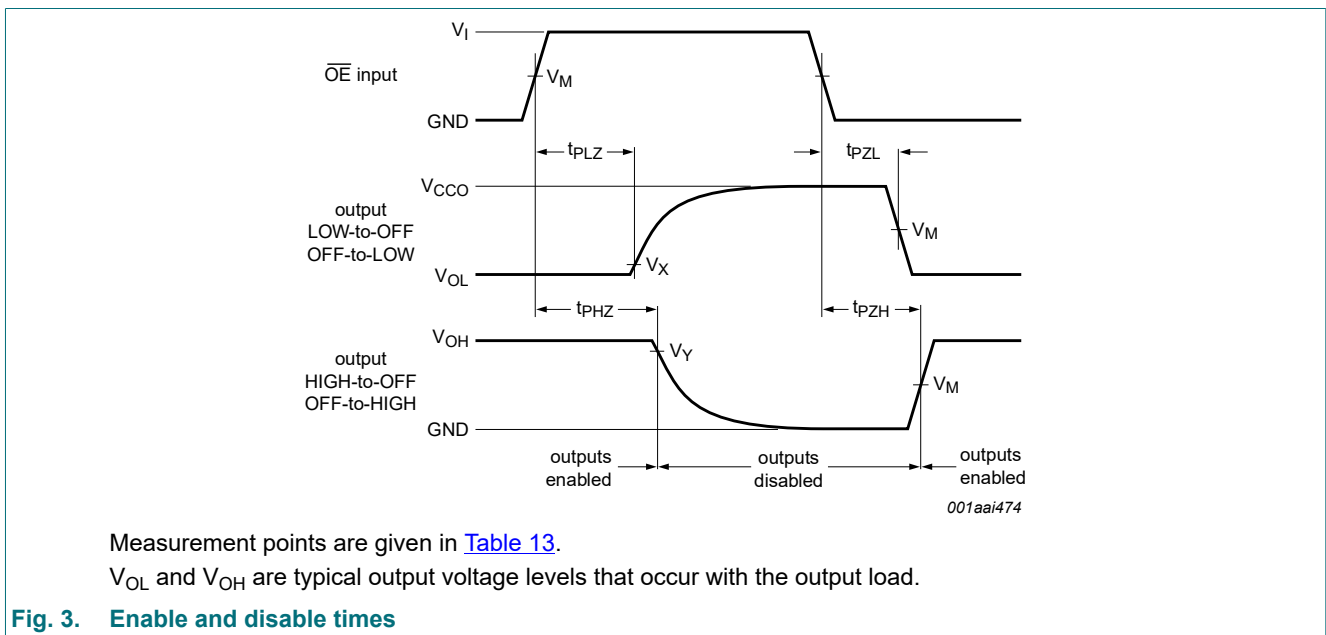 V_I
OE input
V_M
GND
t_PLZ
t_PZL
V_CCO
output
LOW-to-OFF
OFF-to-LOW
V_M
V_X
V_OL
t_PHZ
t_PZH
V_OH
output
HIGH-to-OFF
OFF-to-HIGH
V_Y
V_M
GND
outputs
enabled
outputs
disabled
outputs
enabled
001aai474
Measurement points are given in Table 13.
V_OL and V_OH are typical output voltage levels that occur with the output load.
Fig. 3. Enable and disable times